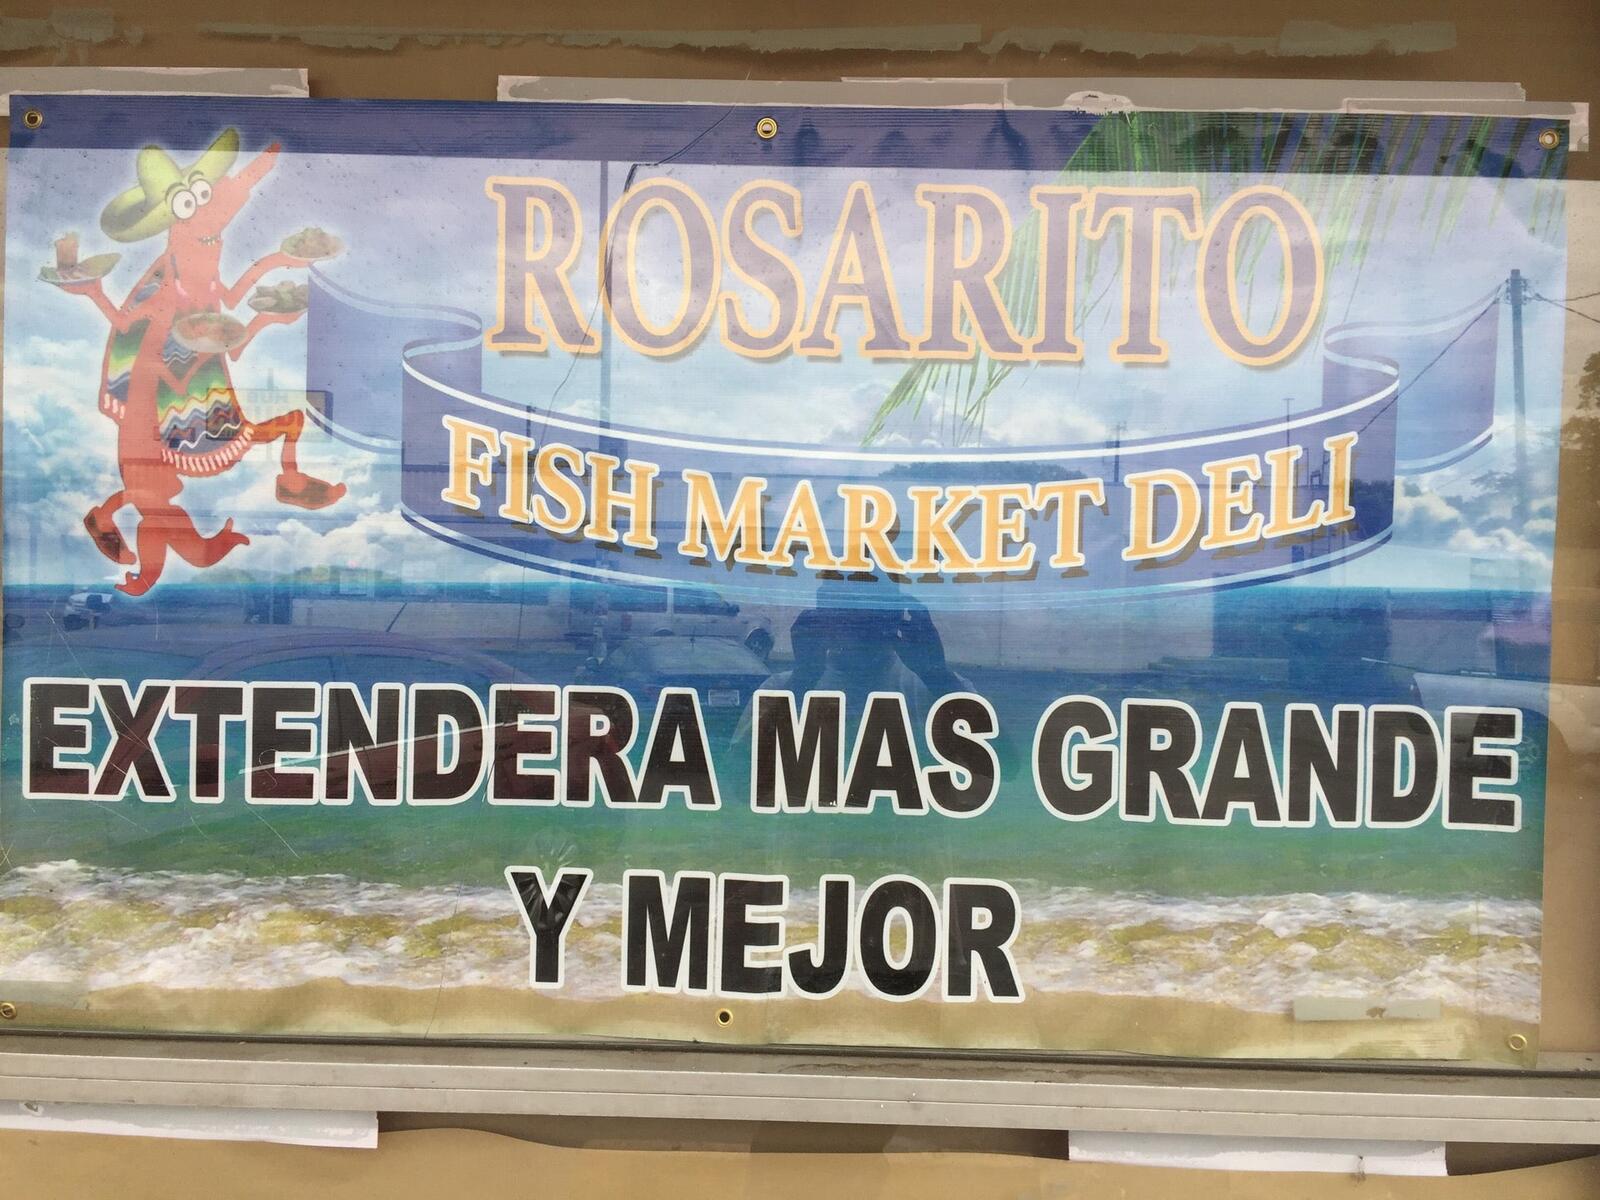 ROSARITO
FISH MARKET DELI
EXTENDERA MAS GRANDE
Y MEJOR